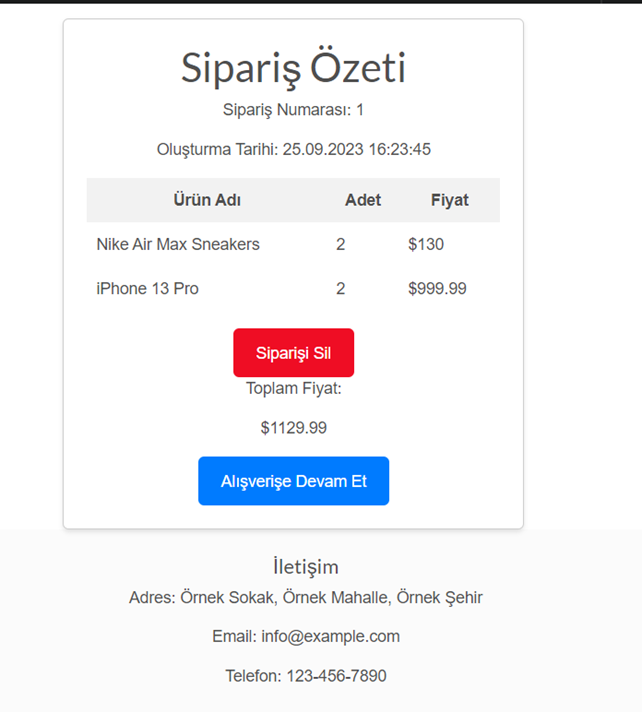 Sipariş Özeti
Sipariş Numarası: 1
Oluşturma Tarihi: 25.09.2023 16:23:45
Ürün Adı Adet Fiyat
Nike Air Max Sneakers 2 $130
iPhone 13 Pro 2 $999.99
Siparişi Sil
Toplam Fiyat:
$1129.99
Alışverişe Devam Et
İletişim
Adres: Örnek Sokak, Örnek Mahalle, Örnek Şehir
Email: info@example.com
Telefon: 123-456-7890